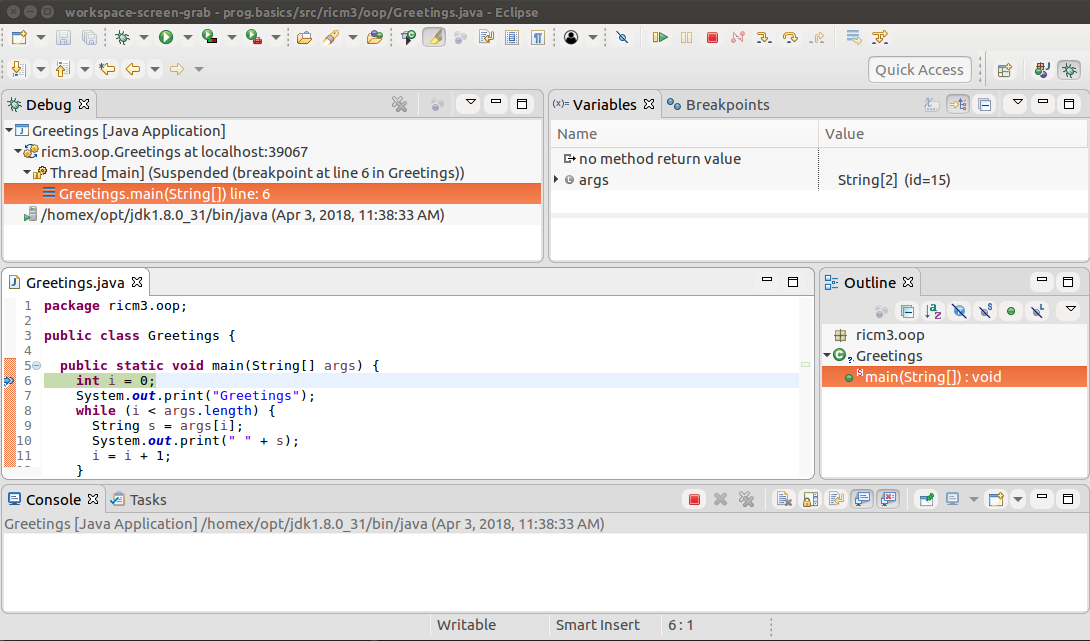 workspace-screen-grab - prog.basics/src/ricm3/oop/Greetings.java - Eclipse
Quick Access
Debug
Greetings [Java Application]
ricm3.oop.Greetings at localhost:39067
Thread [main] (Suspended (breakpoint at line 6 in Greetings))
Greetings.main(String[]) line: 6
/homex/opt/jdk1.8.0_31/bin/java (Apr 3, 2018, 11:38:33 AM)
(x)= Variables
Breakpoints
Name Value
no method return value
args String[2] (id=15)
Greetings.java
1 package ricm3.oop;
2
3 public class Greetings {
4
5 public static void main(String[] args) {
6 int i = 0;
7 System.out.print("Greetings");
8 while (i < args.length) {
9 String s = args[i];
10 System.out.print(" " + s);
11 i = i + 1;
}
Outline
ricm3.oop
Greetings
main(String[]) : void
Console
Tasks
Greetings [Java Application] /homex/opt/jdk1.8.0_31/bin/java (Apr 3, 2018, 11:38:33 AM)
Writable Smart Insert 6 : 1